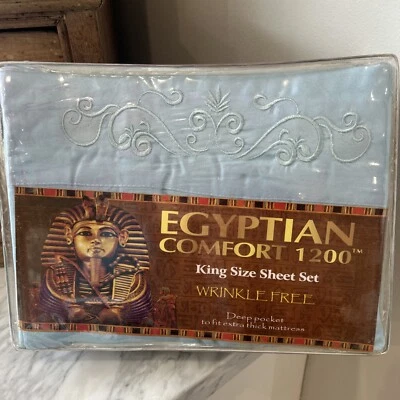 EGYPTIAN
COMFORT 1200™
King Size Sheet Set
WRINKLE FREE
Deep pocket
to fit extra thick mattress